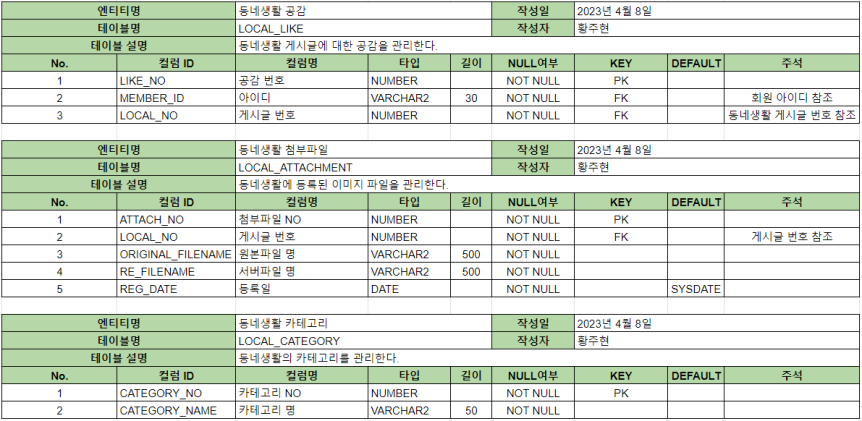 엔티티명 동네생활 공감 작성일 2023년 4월 8일
테이블명 LOCAL_LIKE 작성자 황주현
테이블 설명 동네생활 게시글에 대한 공감을 관리한다.
No. 컬럼 ID 컬럼명 타입 길이 NULL여부 KEY DEFAULT 주석
1 LIKE_NO 공감 번호 NUMBER NOT NULL PK
2 MEMBER_ID 아이디 VARCHAR2 30 NOT NULL FK 회원 아이디 참조
3 LOCAL_NO 게시글 번호 NUMBER NOT NULL FK 동네생활 게시글 번호 참조
엔티티명 동네생활 첨부파일 작성일 2023년 4월 8일
테이블명 LOCAL_ATTACHMENT 작성자 황주현
테이블 설명 동네생활에 등록된 이미지 파일을 관리한다.
No. 컬럼 ID 컬럼명 타입 길이 NULL여부 KEY DEFAULT 주석
1 ATTACH_NO 첨부파일 NO NUMBER NOT NULL PK
2 LOCAL_NO 게시글 번호 NUMBER NOT NULL FK 게시글 번호 참조
3 ORIGINAL_FILENAME 원본파일 명 VARCHAR2 500 NOT NULL
4 RE_FILENAME 서버파일 명 VARCHAR2 500 NOT NULL
5 REG_DATE 등록일 DATE NOT NULL SYSDATE
엔티티명 동네생활 카테고리 작성일 2023년 4월 8일
테이블명 LOCAL_CATEGORY 작성자 황주현
테이블 설명 동네생활의 카테고리를 관리한다.
No. 컬럼 ID 컬럼명 타입 길이 NULL여부 KEY DEFAULT 주석
1 CATEGORY_NO 카테고리 NO NUMBER NOT NULL PK
2 CATEGORY_NAME 카테고리 명 VARCHAR2 50 NOT NULL